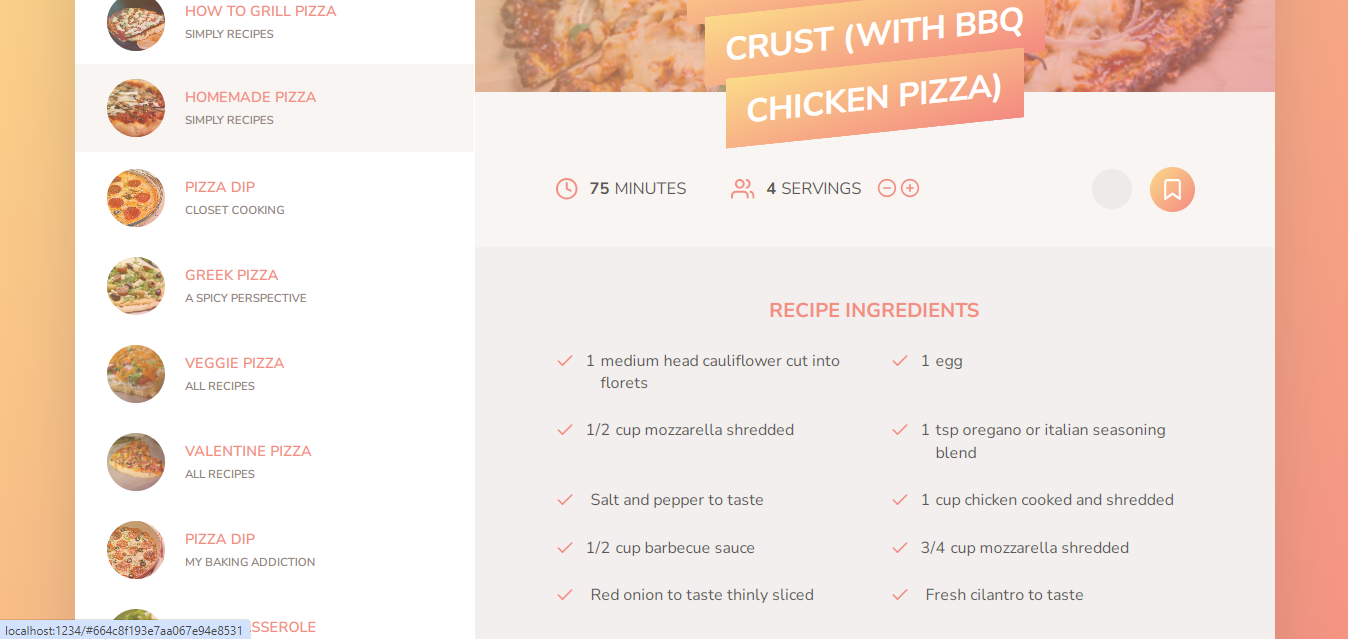 HOW TO GRILL PIZZA
SIMPLY RECIPES
HOMEMADE PIZZA
SIMPLY RECIPES
PIZZA DIP
CLOSET COOKING
GREEK PIZZA
A SPICY PERSPECTIVE
VEGGIE PIZZA
ALL RECIPES
VALENTINE PIZZA
ALL RECIPES
PIZZA DIP
MY BAKING ADDICTION
SSEROLE
localhost:1234/#664c8f193e7aa067e94e8531
CRUST (WITH BBQ
CHICKEN PIZZA)
75 MINUTES
4 SERVINGS
RECIPE INGREDIENTS
1 medium head cauliflower cut into
florets
1 egg
1/2 cup mozzarella shredded
1 tsp oregano or italian seasoning
blend
Salt and pepper to taste
1 cup chicken cooked and shredded
1/2 cup barbecue sauce
3/4 cup mozzarella shredded
Red onion to taste thinly sliced
Fresh cilantro to taste